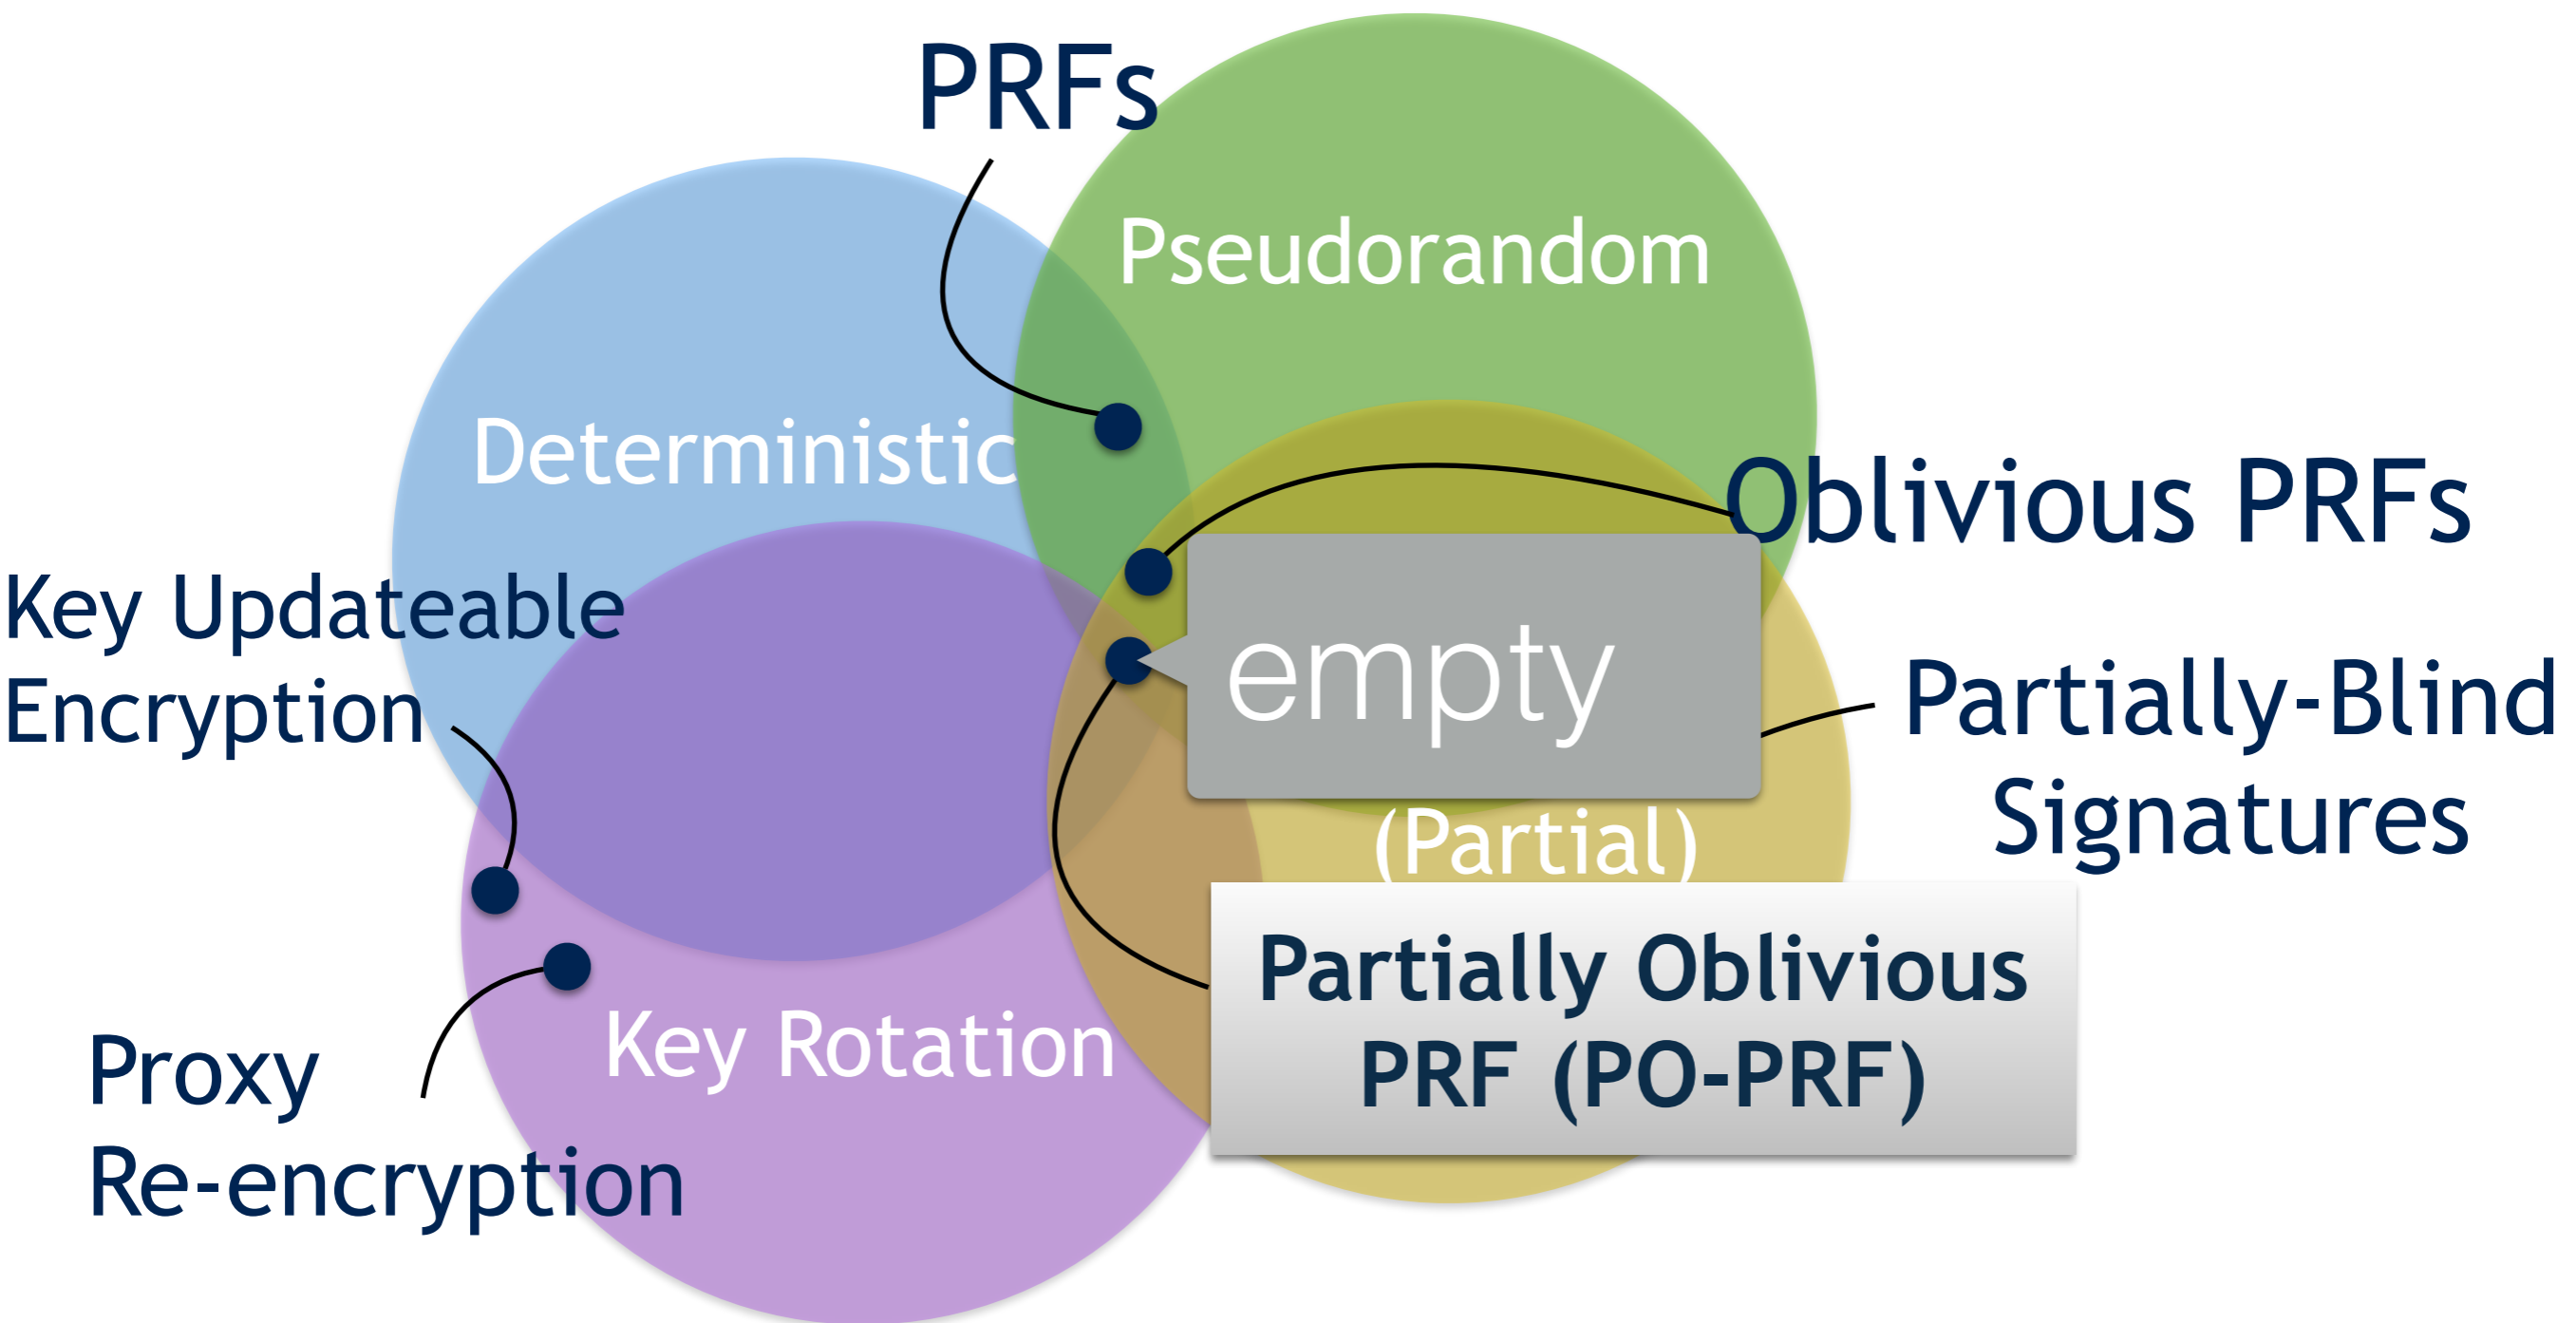 PRFs
Pseudorandom
Deterministic
Oblivious PRFs
Key Updateable
Encryption
empty
Partially-Blind
Signatures
(Partial)
Partially Oblivious
PRF (PO-PRF)
Key Rotation
Proxy
Re-encryption